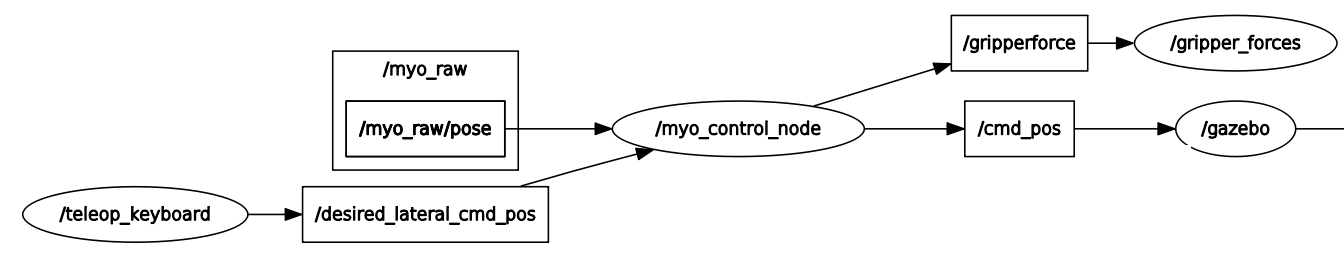 /gripperforce
/gripper_forces
/myo_raw
/myo_raw/pose
/myo_control_node
/cmd_pos
/gazebo
/teleop_keyboard
/desired_lateral_cmd_pos